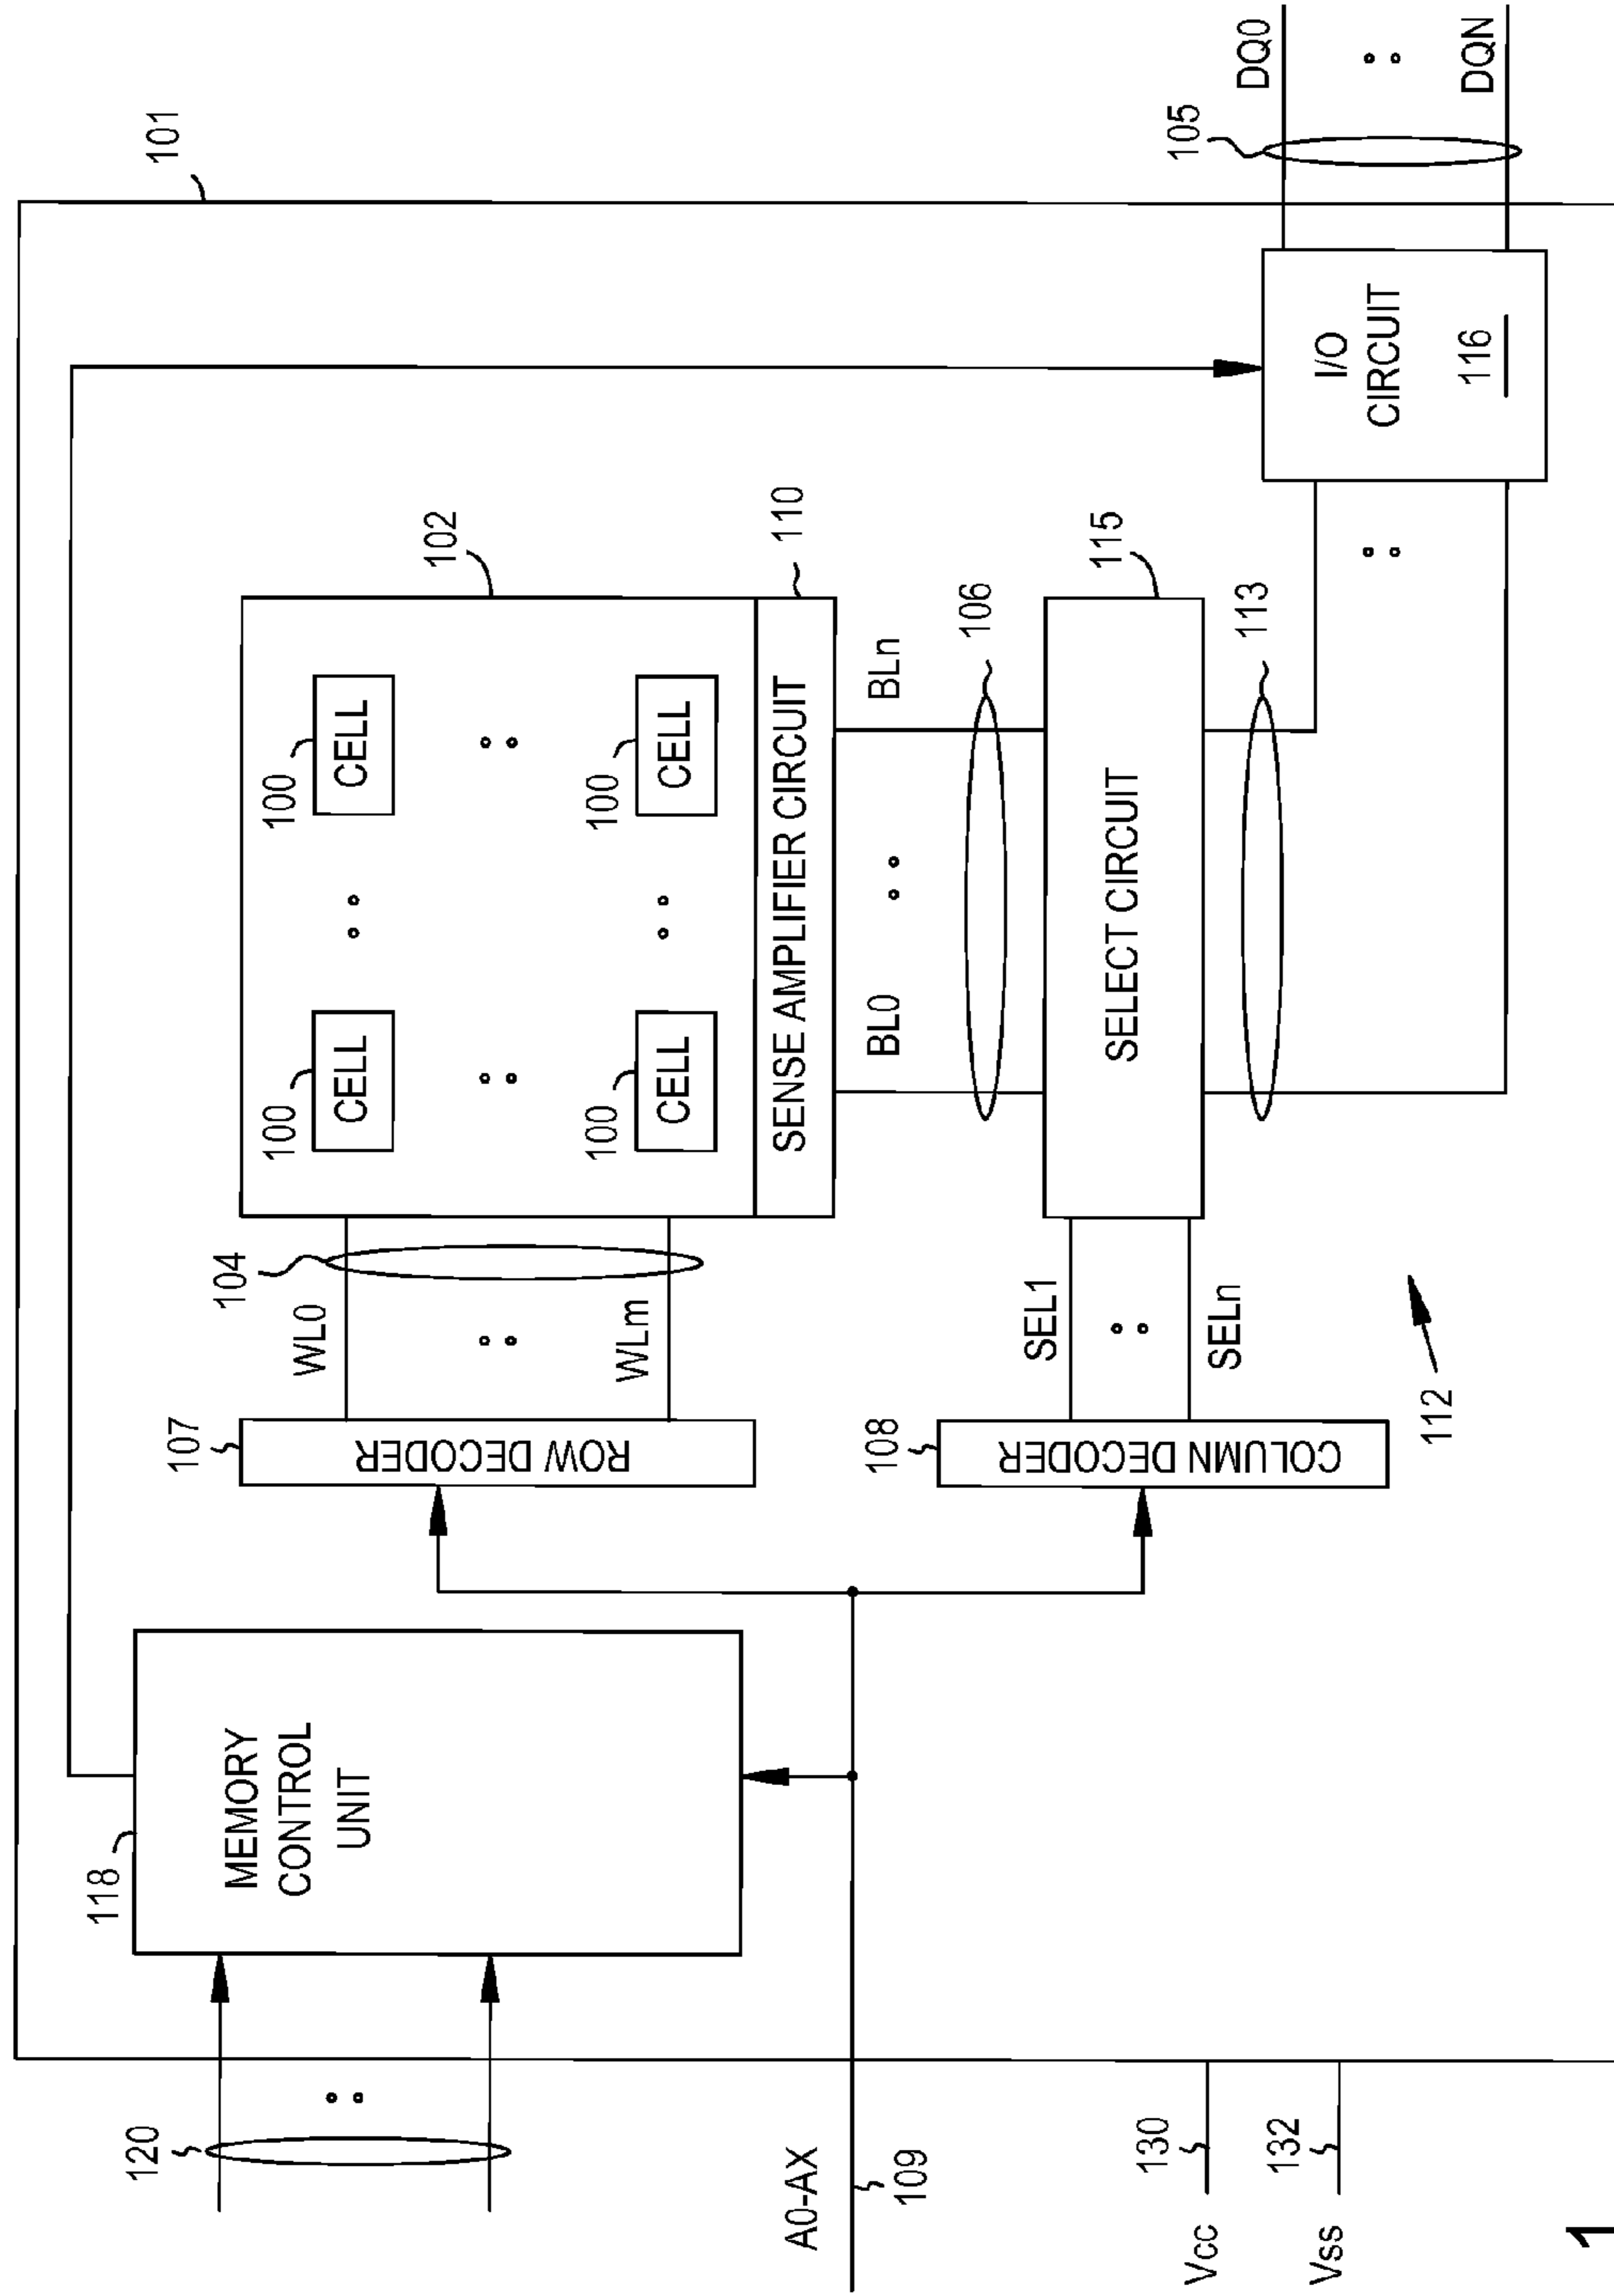 101
118
MEMORY
CONTROL
UNIT
120
107
ROW DECODER
WL0
WLm
104
102
100
CELL
100
CELL
100
CELL
100
CELL
SENSE AMPLIFIER CIRCUIT
110
BL0
BLn
106
A0-AX
109
108
COLUMN DECODER
SEL1
SELn
SELECT CIRCUIT
115
113
112
I/O
CIRCUIT
116
105
DQ0
DQN
Vcc
130
Vss
132
1